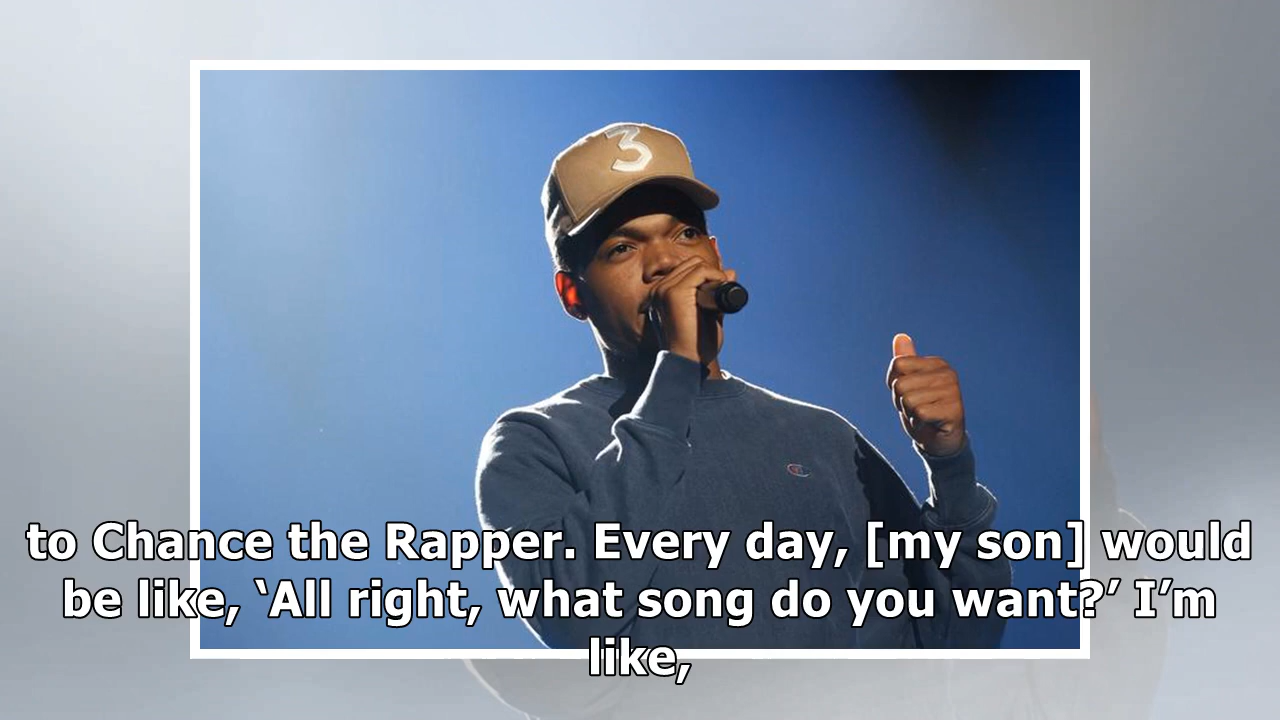 3
to Chance the Rapper. Every day, [my son] would
be like, ‘All right, what song do you want?’ I’m
like,